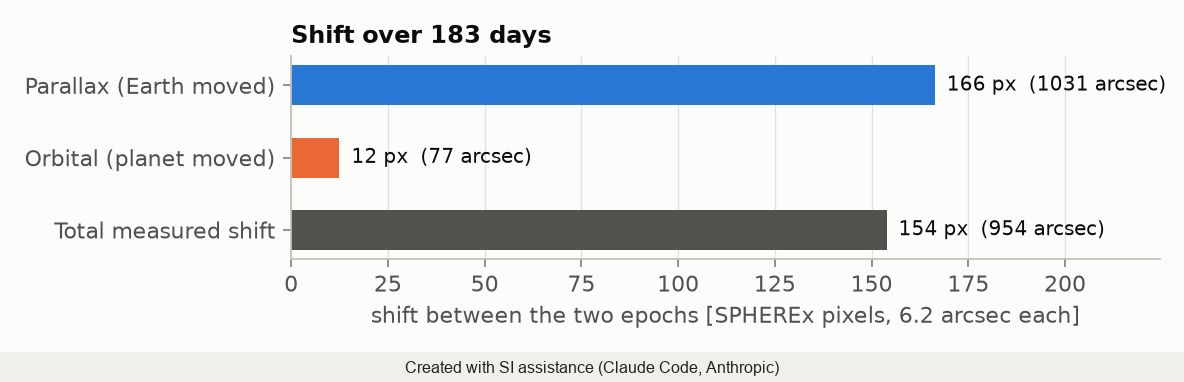 Shift over 183 days
Parallax (Earth moved)
166 px (1031 arcsec)
Orbital (planet moved)
12 px (77 arcsec)
Total measured shift
154 px (954 arcsec)
0 25 50 75 100 125 150 175 200
shift between the two epochs [SPHEREx pixels, 6.2 arcsec each]
Created with SI assistance (Claude Code, Anthropic)